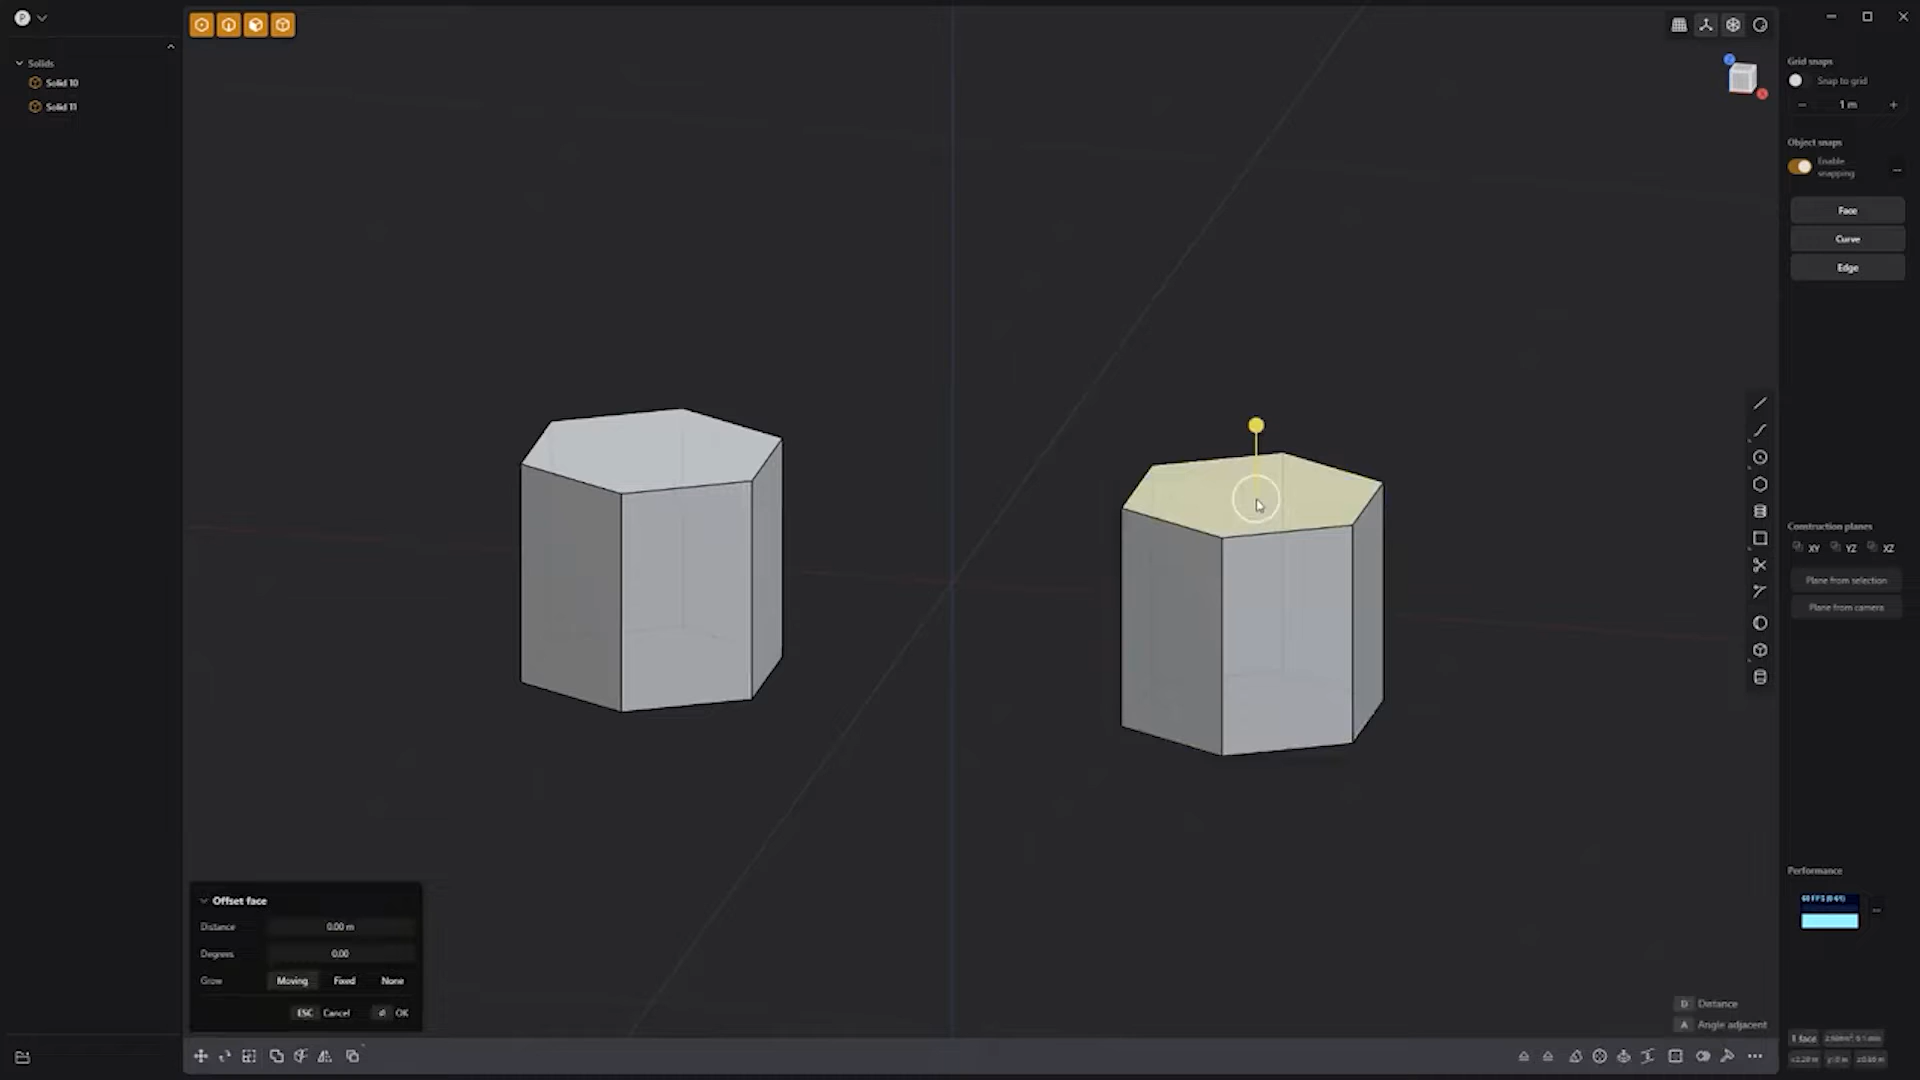 P
Solids
Solid 10
Solid 11
Grid snaps
Snap to grid
− 1 m +
Object snaps
Enable
snapping
Face
Curve
Edge
Construction planes
XY YZ XZ
Plane from selection
Plane from camera
Performance
Offset face
Distance 0.00 m
Degrees 0.00
Grow Moving Fixed None
ESC Cancel OK
D Distance
A Angle adjacent
1 face